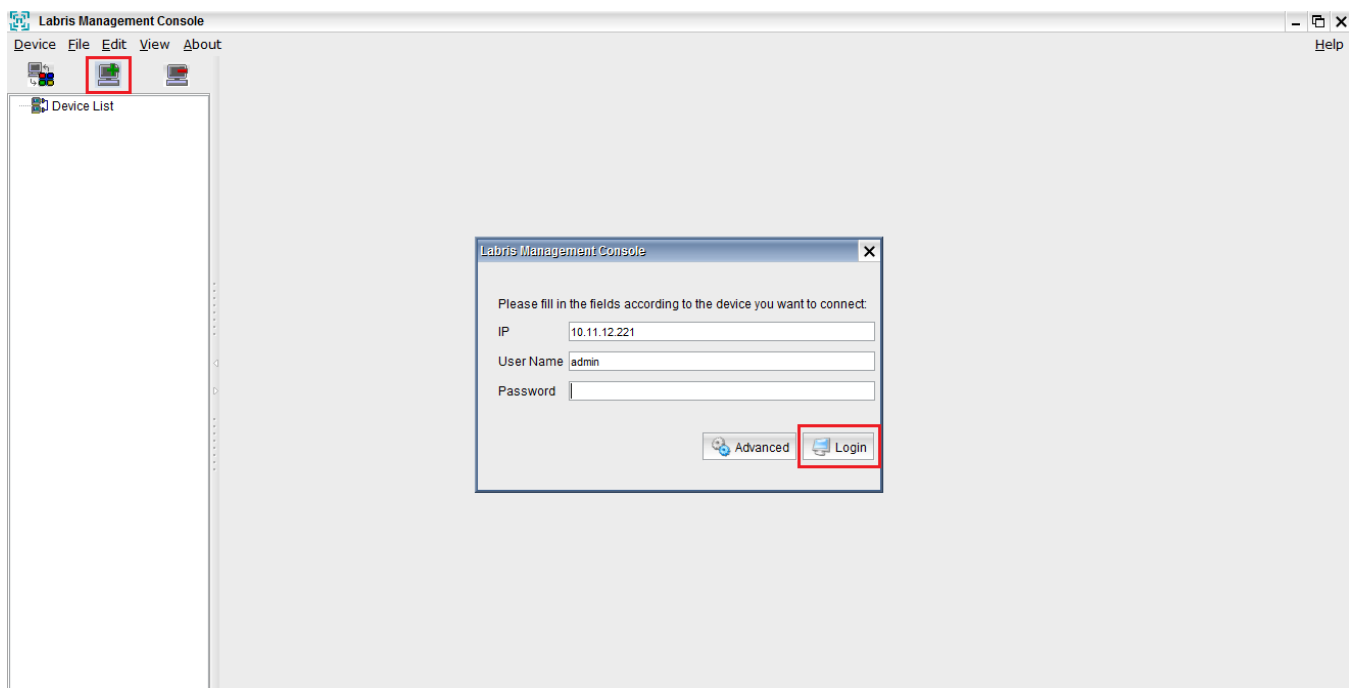 Labris Management Console
Device File Edit View About Help
Device List
Labris Management Console
Please fill in the fields according to the device you want to connect:
IP 10.11.12.221
User Name admin
Password
Advanced Login